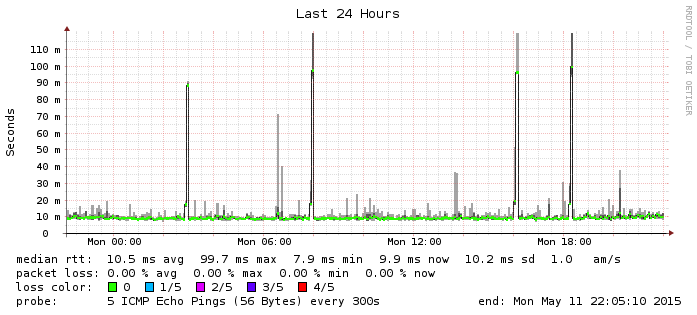 Last 24 Hours
RRDTOOL / TOBI OETIKER
Seconds
110 m
100 m
90 m
80 m
70 m
60 m
50 m
40 m
30 m
20 m
10 m
0
Mon 00:00 Mon 06:00 Mon 12:00 Mon 18:00
median rtt: 10.5 ms avg 99.7 ms max 7.9 ms min 9.9 ms now 10.2 ms sd 1.0 am/s
packet loss: 0.00 % avg 0.00 % max 0.00 % min 0.00 % now
loss color: 0 1/5 2/5 3/5 4/5
probe: 5 ICMP Echo Pings (56 Bytes) every 300s end: Mon May 11 22:05:10 2015